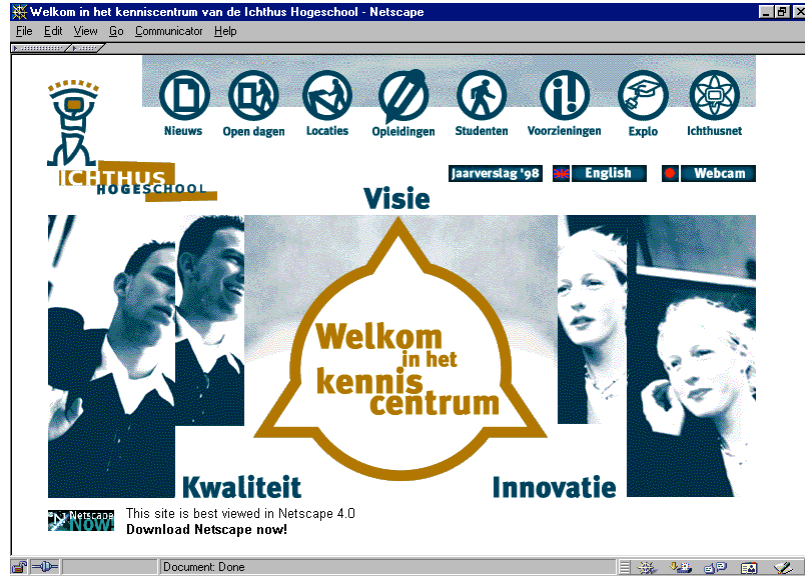 Welkom in het kenniscentrum van de Ichthus Hogeschool - Netscape
File Edit View Go Communicator Help
Nieuws Open dagen Locaties Opleidingen Studenten Voorzieningen Explo Ichthusnet
ICHTHUS
HOGESCHOOL
Jaarverslag '98 English Webcam
Visie
Welkom
in het
kennis
centrum
Kwaliteit Innovatie
Netscape
Now!
This site is best viewed in Netscape 4.0
Download Netscape now!
Document: Done